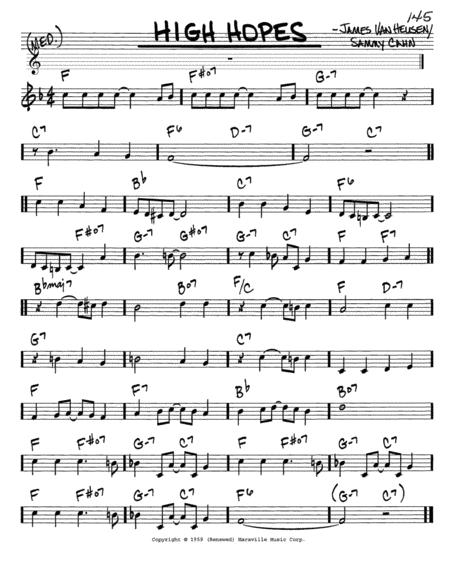 145
(MED.) HIGH HOPES -JAMES VAN HEUSEN/
SAMMY CAHN
F F#o7 G-7
C7 F6 D-7 G-7 C7
F Bb C7 F6
F F#o7 G-7 G#o7 G-7 C7 F
Bbmaj7 Bo7 F/C F D-7
G7 C7
F F7 Bb Bo7
F F#o7 G-7 C7 F F#o7 G-7 C7
F F#o7 G-7 C7 F6 G-7 (C7)
Copyright © 1959 (Renewed) Maraville Music Corp.